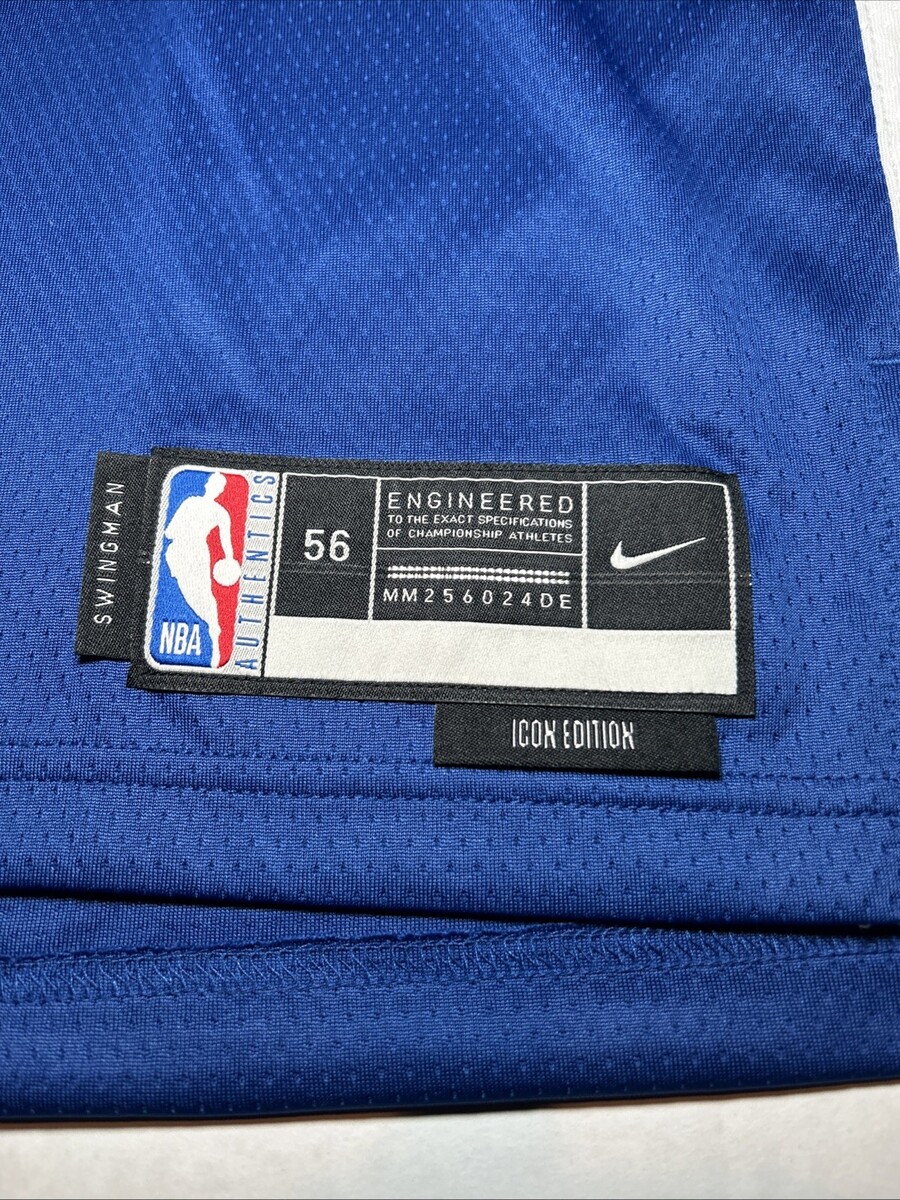 SWINGMAN
NBA
AUTHENTICS
56
ENGINEERED
TO THE EXACT SPECIFICATIONS
OF CHAMPIONSHIP ATHLETES
MM256024DE
ICON EDITION